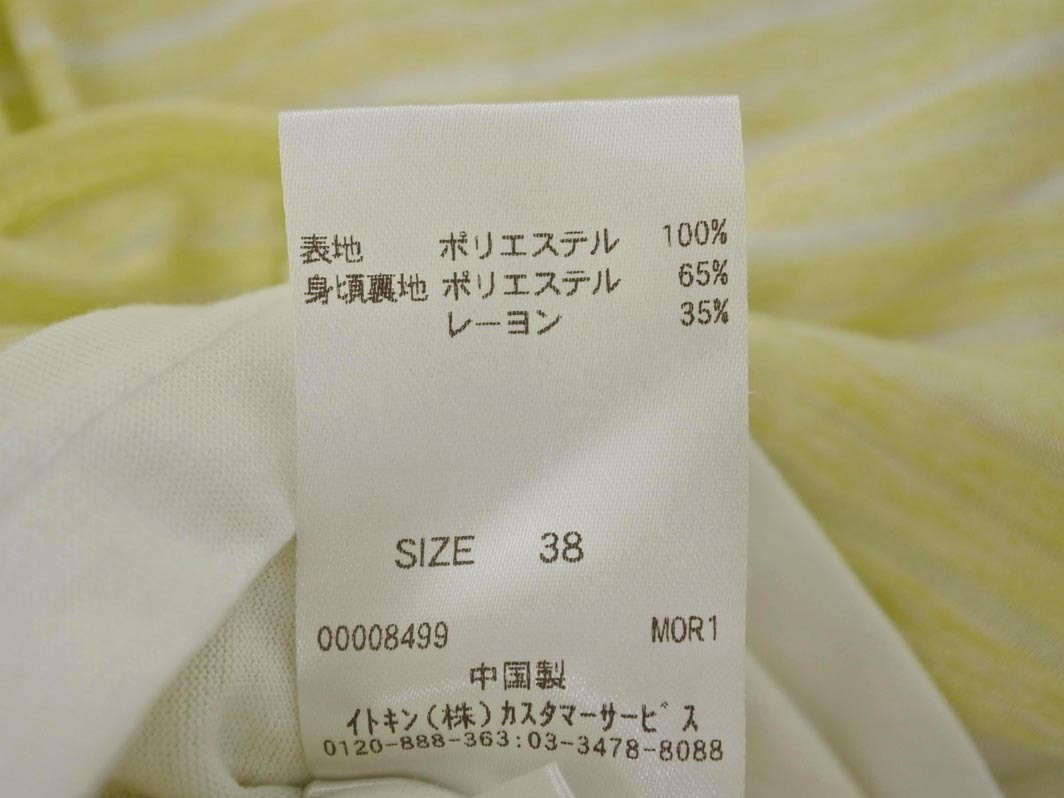 表地 ポリエステル 100%
身頃裏地 ポリエステル 65%
レーヨン 35%
SIZE 38
00008499 MOR1
中国製
イトキン(株)カスタマーサービス
0120-888-363:03-3478-8088